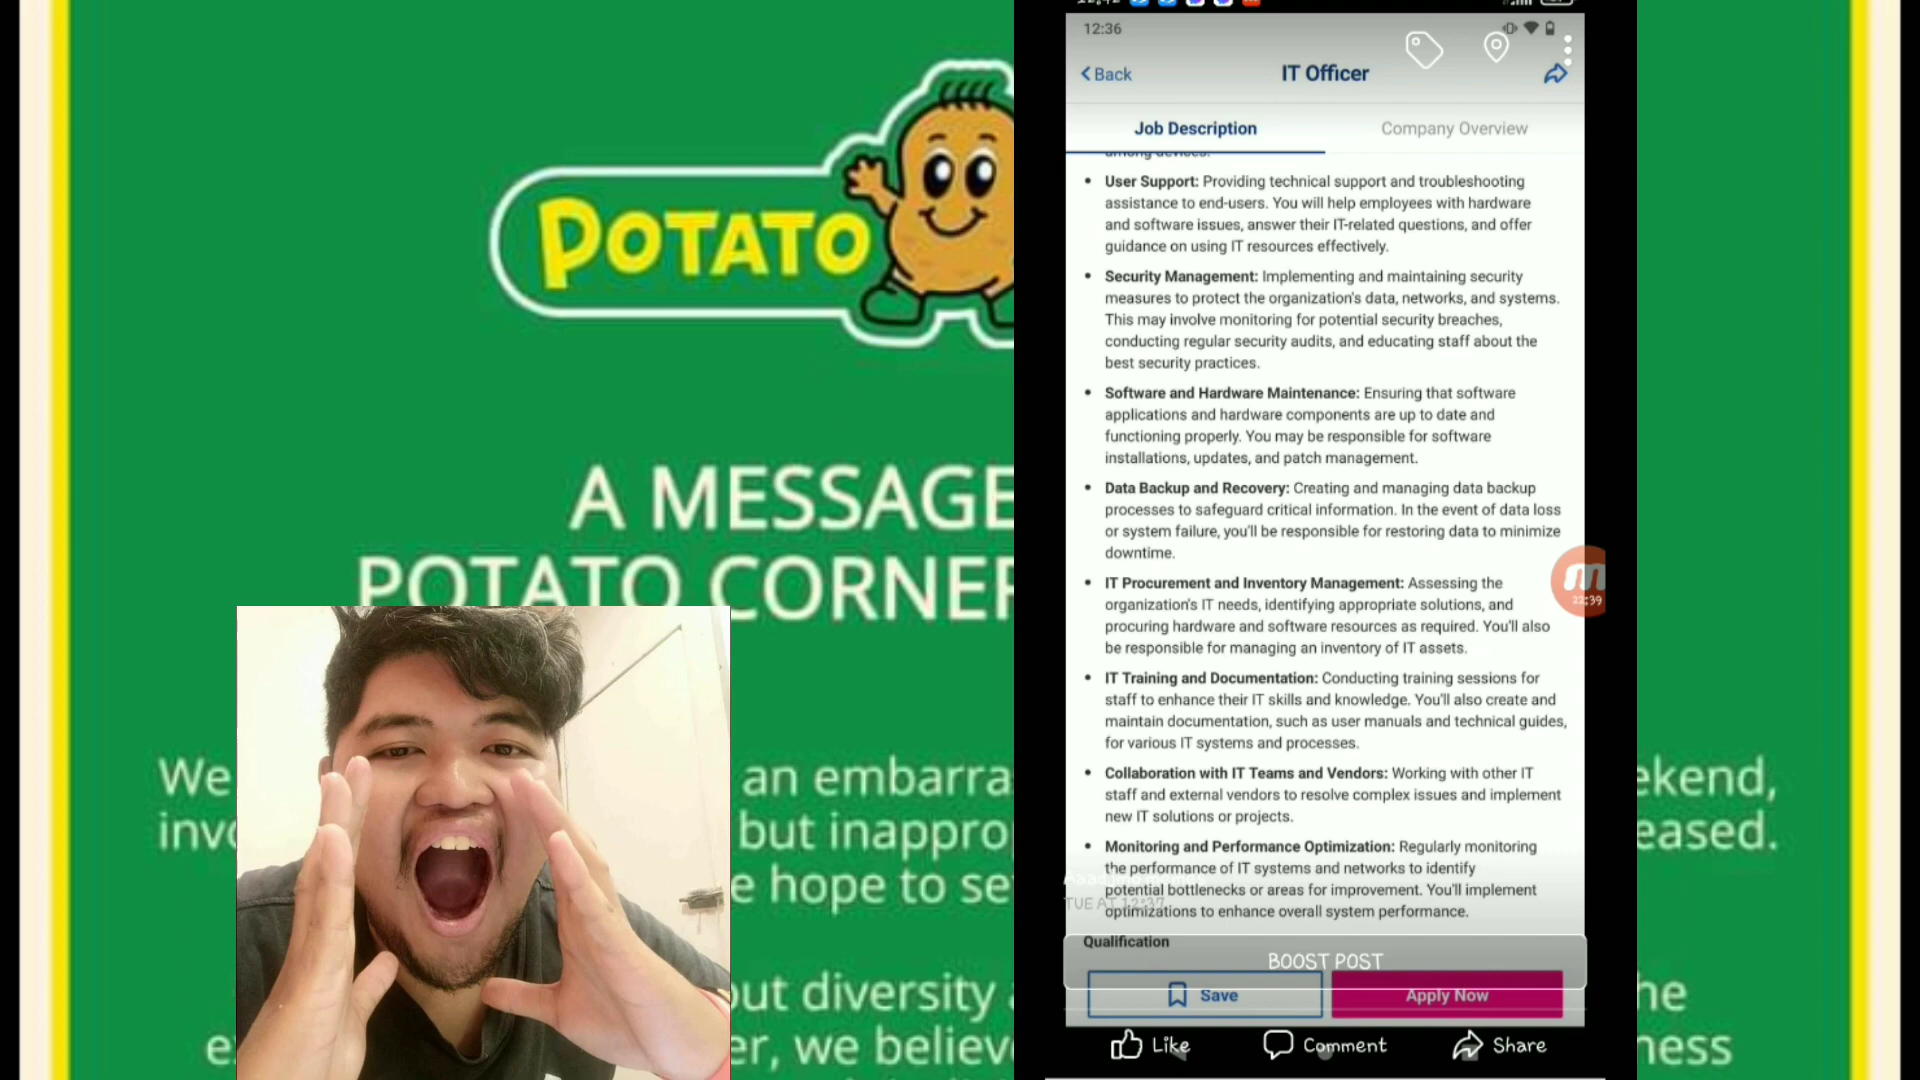 POTATO
A MESSAGE
POTATO CORNER
We
an embarra
ekend,
invo
but inappro
eased.
e hope to se
out diversity
he
e
er, we believ
ness
12:36
Back
IT Officer
Job Description
Company Overview
among devices.
• User Support: Providing technical support and troubleshooting
assistance to end-users. You will help employees with hardware
and software issues, answer their IT-related questions, and offer
guidance on using IT resources effectively.
• Security Management: Implementing and maintaining security
measures to protect the organization's data, networks, and systems.
This may involve monitoring for potential security breaches,
conducting regular security audits, and educating staff about the
best security practices.
• Software and Hardware Maintenance: Ensuring that software
applications and hardware components are up to date and
functioning properly. You may be responsible for software
installations, updates, and patch management.
• Data Backup and Recovery: Creating and managing data backup
processes to safeguard critical information. In the event of data loss
or system failure, you'll be responsible for restoring data to minimize
downtime.
• IT Procurement and Inventory Management: Assessing the
organization's IT needs, identifying appropriate solutions, and
procuring hardware and software resources as required. You'll also
be responsible for managing an inventory of IT assets.
22:39
• IT Training and Documentation: Conducting training sessions for
staff to enhance their IT skills and knowledge. You'll also create and
maintain documentation, such as user manuals and technical guides,
for various IT systems and processes.
• Collaboration with IT Teams and Vendors: Working with other IT
staff and external vendors to resolve complex issues and implement
new IT solutions or projects.
• Monitoring and Performance Optimization: Regularly monitoring
the performance of IT systems and networks to identify
potential bottlenecks or areas for improvement. You'll implement
TUE AT 12:37
optimizations to enhance overall system performance.
Qualification
BOOST POST
Save
Apply Now
Like
Comment
Share